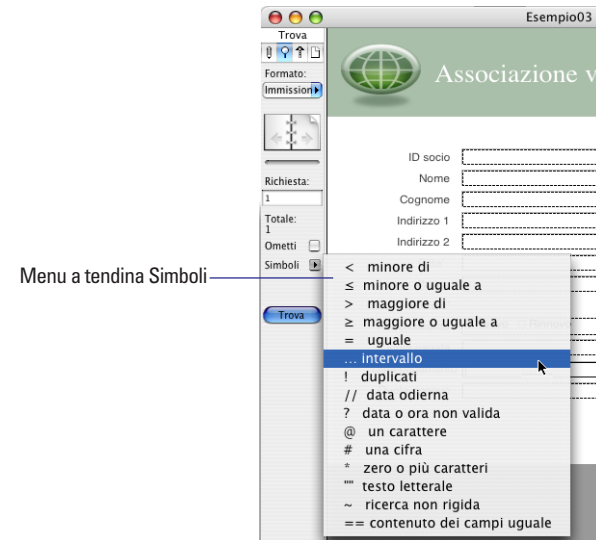 Esempio03
Trova
Associazione v
Formato:
Immission
ID socio
Nome
Richiesta:
1
Cognome
Totale:
1
Indirizzo 1
Ometti
Indirizzo 2
Simboli
Menu a tendina Simboli
< minore di
≤ minore o uguale a
> maggiore di
≥ maggiore o uguale a
= uguale
... intervallo
! duplicati
// data odierna
? data o ora non valida
@ un carattere
# una cifra
* zero o più caratteri
"" testo letterale
~ ricerca non rigida
== contenuto dei campi uguale
Trova